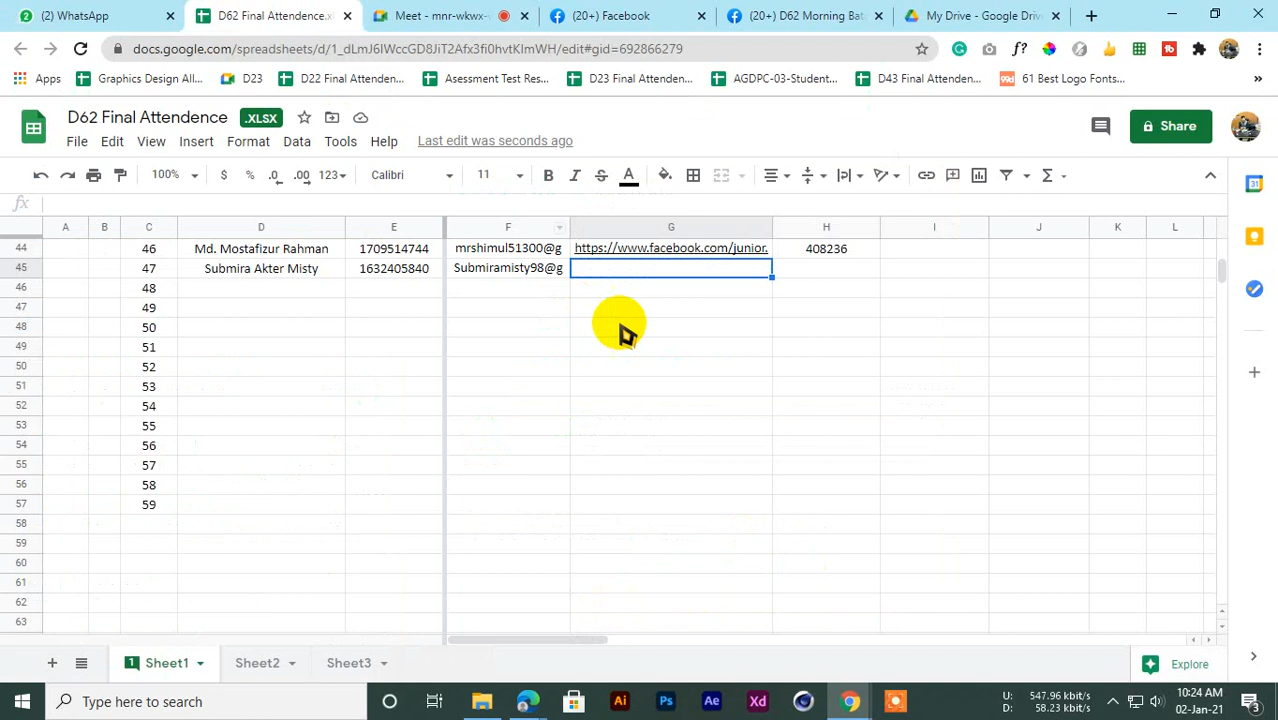 (2) WhatsApp
D62 Final Attendence.x
Meet - mnr-wkwx-
(20+) Facebook
(20+) D62 Morning Bat
My Drive - Google Driv
docs.google.com/spreadsheets/d/1_dLmJ6IWccGD8JiT2Afx3fi0hvtKlmWH/edit#gid=692866279
Apps
Graphics Design All...
D23
D22 Final Attenden...
Asessment Test Res...
D23 Final Attenden...
AGDPC-03-Student...
D43 Final Attenden...
61 Best Logo Fonts...
D62 Final Attendence
.XLSX
Share
File Edit View Insert Format Data Tools Help Last edit was seconds ago
100% $ % .0 .00 123 Calibri 11
fx
A B C D E F G H I J K L
44 46 Md. Mostafizur Rahman 1709514744 mrshimul51300@g https://www.facebook.com/junior. 408236
45 47 Submira Akter Misty 1632405840 Submiramisty98@g
46 48
47 49
48 50
49 51
50 52
51 53
52 54
53 55
54 56
55 57
56 58
57 59
58
59
60
61
62
63
1 Sheet1 Sheet2 Sheet3
Explore
Type here to search
U: 547.96 kbit/s
D: 58.23 kbit/s
10:24 AM
02-Jan-21
3